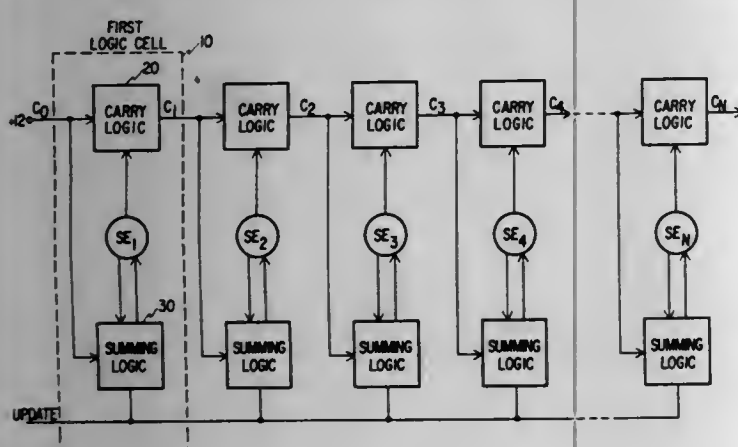 FIRST
LOGIC CELL
10
20
C0
C1
C2
C3
C4
CN
+12
CARRY
LOGIC
CARRY
LOGIC
CARRY
LOGIC
CARRY
LOGIC
CARRY
LOGIC
SE1
SE2
SE3
SE4
SEN
30
SUMMING
LOGIC
SUMMING
LOGIC
SUMMING
LOGIC
SUMMING
LOGIC
SUMMING
LOGIC
UPDATE